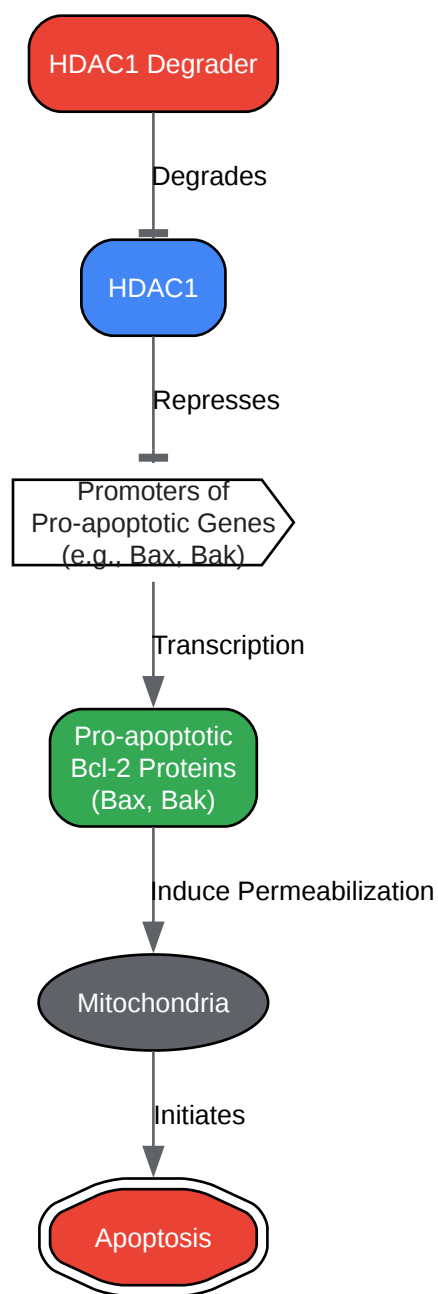 HDAC1 Degrader
Degrades
HDAC1
Represses
Promoters of
Pro-apoptotic Genes
(e.g., Bax, Bak)
Transcription
Pro-apoptotic
Bcl-2 Proteins
(Bax, Bak)
Induce Permeabilization
Mitochondria
Initiates
Apoptosis